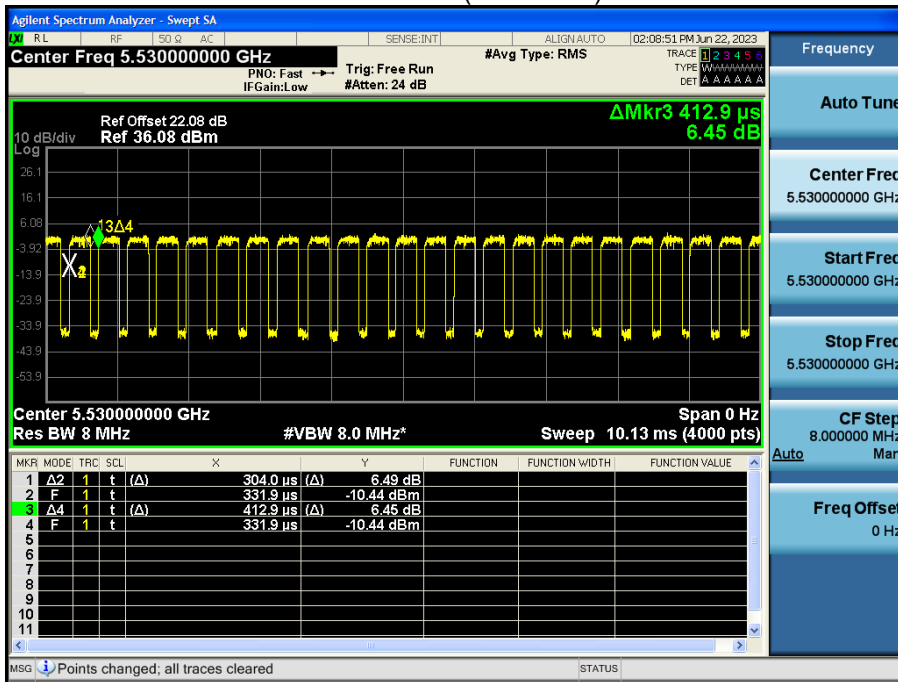 Agilent Spectrum Analyzer - Swept SA
LXI RL RF 50 Ω AC SENSE:INT ALIGN AUTO 02:08:51 PM Jun 22, 2023
Center Freq 5.530000000 GHz
PNO: Fast
IFGain:Low
Trig: Free Run
#Atten: 24 dB
#Avg Type: RMS
TRACE 1 2 3 4 5 6
TYPE WWWWWW
DET A A A A A A
Ref Offset 22.08 dB
10 dB/div Ref 36.08 dBm
Log
ΔMkr3 412.9 µs
6.45 dB
26.1
16.1
6.08
13Δ4
-3.92
-13.9
-23.9
-33.9
-43.9
-53.9
Center 5.530000000 GHz Span 0 Hz
Res BW 8 MHz #VBW 8.0 MHz* Sweep 10.13 ms (4000 pts)
MKR MODE TRC SCL X Y FUNCTION FUNCTION WIDTH FUNCTION VALUE
1 Δ2 1 t (Δ) 304.0 µs (Δ) 6.49 dB
2 F 1 t 331.9 µs -10.44 dBm
3 Δ4 1 t (Δ) 412.9 µs (Δ) 6.45 dB
4 F 1 t 331.9 µs -10.44 dBm
5
6
7
8
9
10
11
MSG Points changed; all traces cleared STATUS
Frequency
Auto Tune
Center Freq
5.530000000 GHz
Start Freq
5.530000000 GHz
Stop Freq
5.530000000 GHz
CF Step
8.000000 MHz
Auto Man
Freq Offset
0 Hz